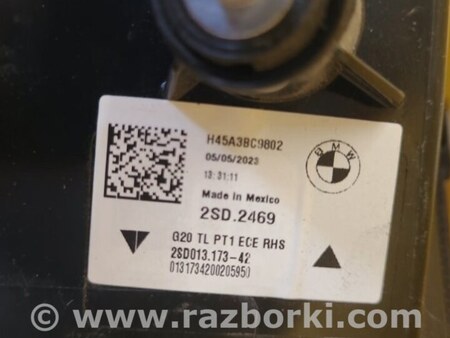 H45A3BC9802
05/05/2023
13:31:11
Made in Mexico
2SD.2469
G20 TL PT1 ECE RHS
2SD013.173-42
0131734200205950
BMW
© www.razborki.com